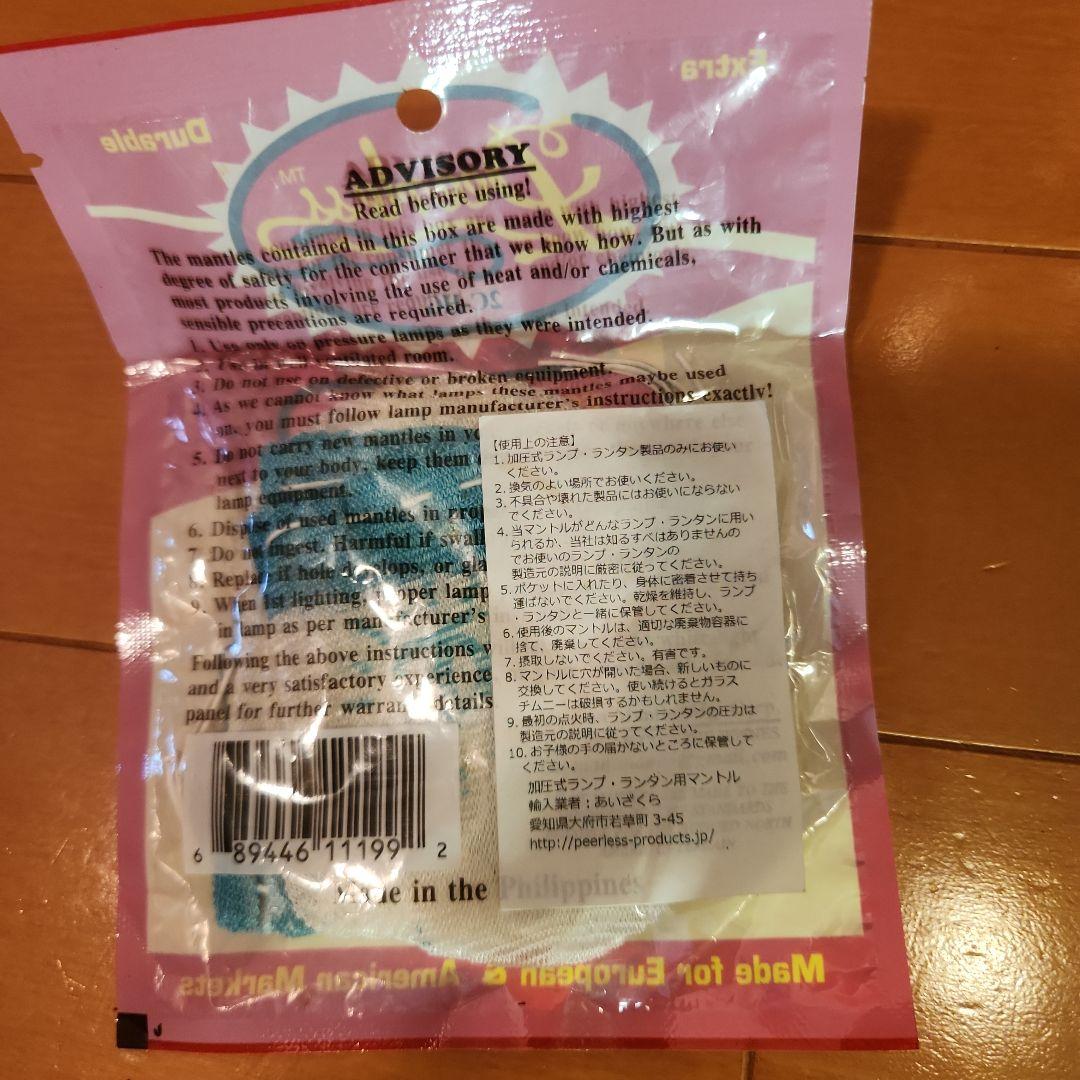 Extra
Durable
TM
ADVISORY
Read before using!
The mantles contained in this box are made with highest
degree of safety for the consumer that we know how. But as with
most products involving the use of heat and/or chemicals,
sensible precautions are required.
1. Use only on pressure lamps as they were intended.
room.
3. Do not use on defective or broken equipment.
4. As we cannot know what lamps these mantles maybe used
on, you must follow lamp manufacturer's instructions exactly!
5. Do not carry new mantles in
next to your body, keep them
lamp equipment.
6. Dispose of used mantles in
7. Do not ingest. Harmful if
8. Replace if hole develops, or
9. When 1st lighting, proper lamp
in lamp as per manufacturer's
Following the above instructions
and a very satisfactory experience
panel for further details
【使用上の注意】
1. 加圧式ランプ・ランタン製品のみにお使い
ください。
2. 換気のよい場所でお使いください。
3. 不具合や壊れた製品にはお使いにならない
でください。
4. 当マントルがどんなランプ・ランタンに用い
られるか、当社は知るすべはありませんの
でお使いのランプ・ランタンの
製造元の説明に厳密に従ってください。
5. ポケットに入れたり、身体に密着させて持ち
運ばないでください。乾燥を維持し、ランプ
・ランタンと一緒に保管してください。
6. 使用後のマントルは、適切な廃棄物容器に
捨て、廃棄してください。
7. 摂取しないでください。有害です。
8. マントルに穴が開いた場合、新しいものに
交換してください。使い続けるとガラス
チムニーは破損するかもしれません。
9. 最初の点火時、ランプ・ランタンの圧力は
製造元の説明に従ってください。
10. お子様の手の届かないところに保管して
ください。
加圧式ランプ・ランタン用マントル
輸入業者：あいざくら
愛知県大府市若草町 3-45
http://peerless-products.jp/
6 89446 11199 2
Made in the Philippines
Made for European & American Markets